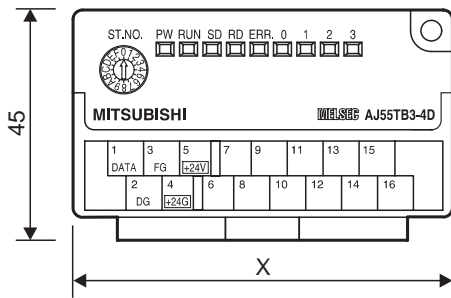 ST.NO. PW RUN SD RD ERR. 0 1 2 3
MITSUBISHI MELSEC AJ55TB3-4D
1 3 5 7 9 11 13 15
DATA FG +24V
2 4 6 8 10 12 14 16
DG +24G
45
X